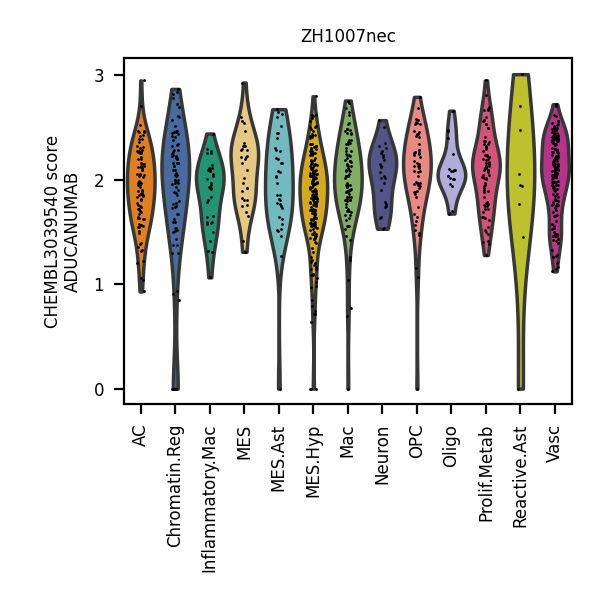 ZH1007nec
CHEMBL3039540 score
ADUCANUMAB
3
2
1
0
AC
Chromatin.Reg
Inflammatory.Mac
MES
MES.Ast
MES.Hyp
Mac
Neuron
OPC
Oligo
Prolif.Metab
Reactive.Ast
Vasc